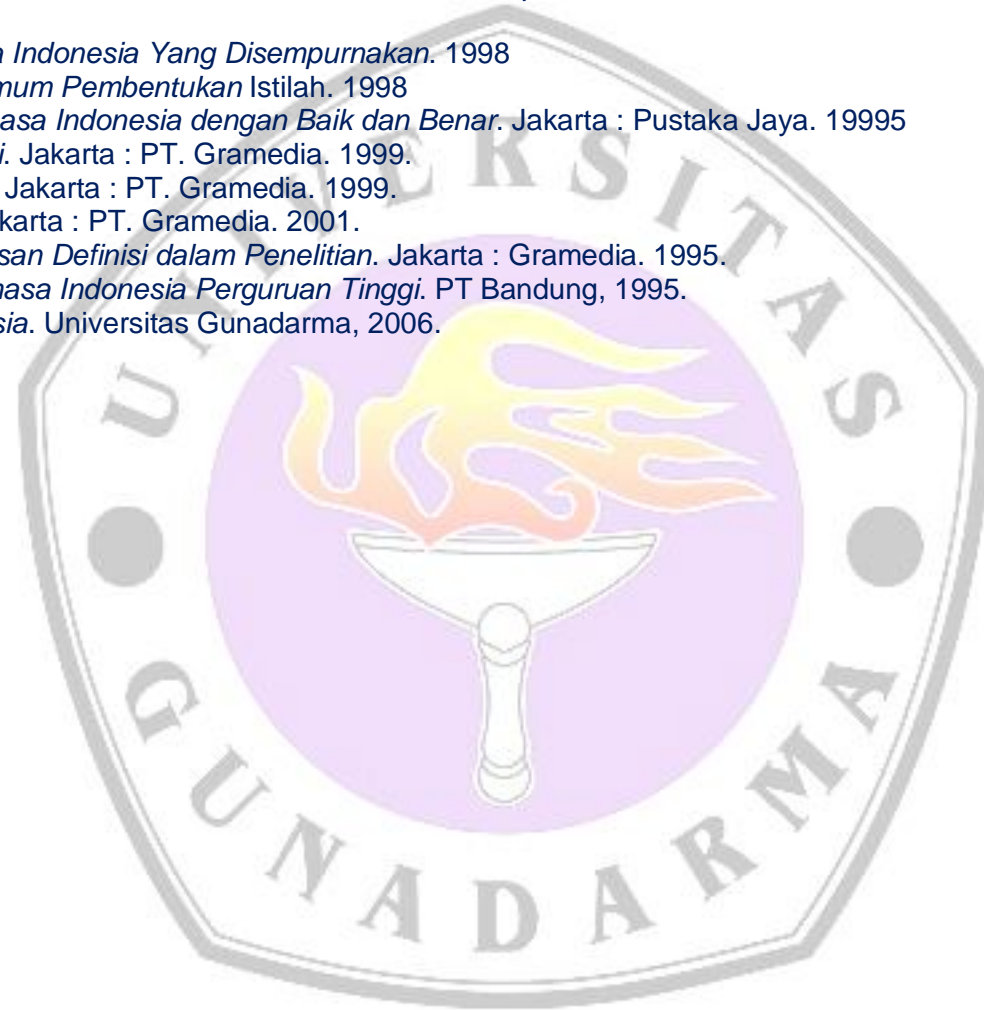 a Indonesia Yang Disempurnakan. 1998
mum Pembentukan Istilah. 1998
asa Indonesia dengan Baik dan Benar. Jakarta : Pustaka Jaya. 19995
i. Jakarta : PT. Gramedia. 1999.
Jakarta : PT. Gramedia. 1999.
karta : PT. Gramedia. 2001.
san Definisi dalam Penelitian. Jakarta : Gramedia. 1995.
hasa Indonesia Perguruan Tinggi. PT Bandung, 1995.
sia. Universitas Gunadarma, 2006.
UNIVERSITAS
GUNADARMA